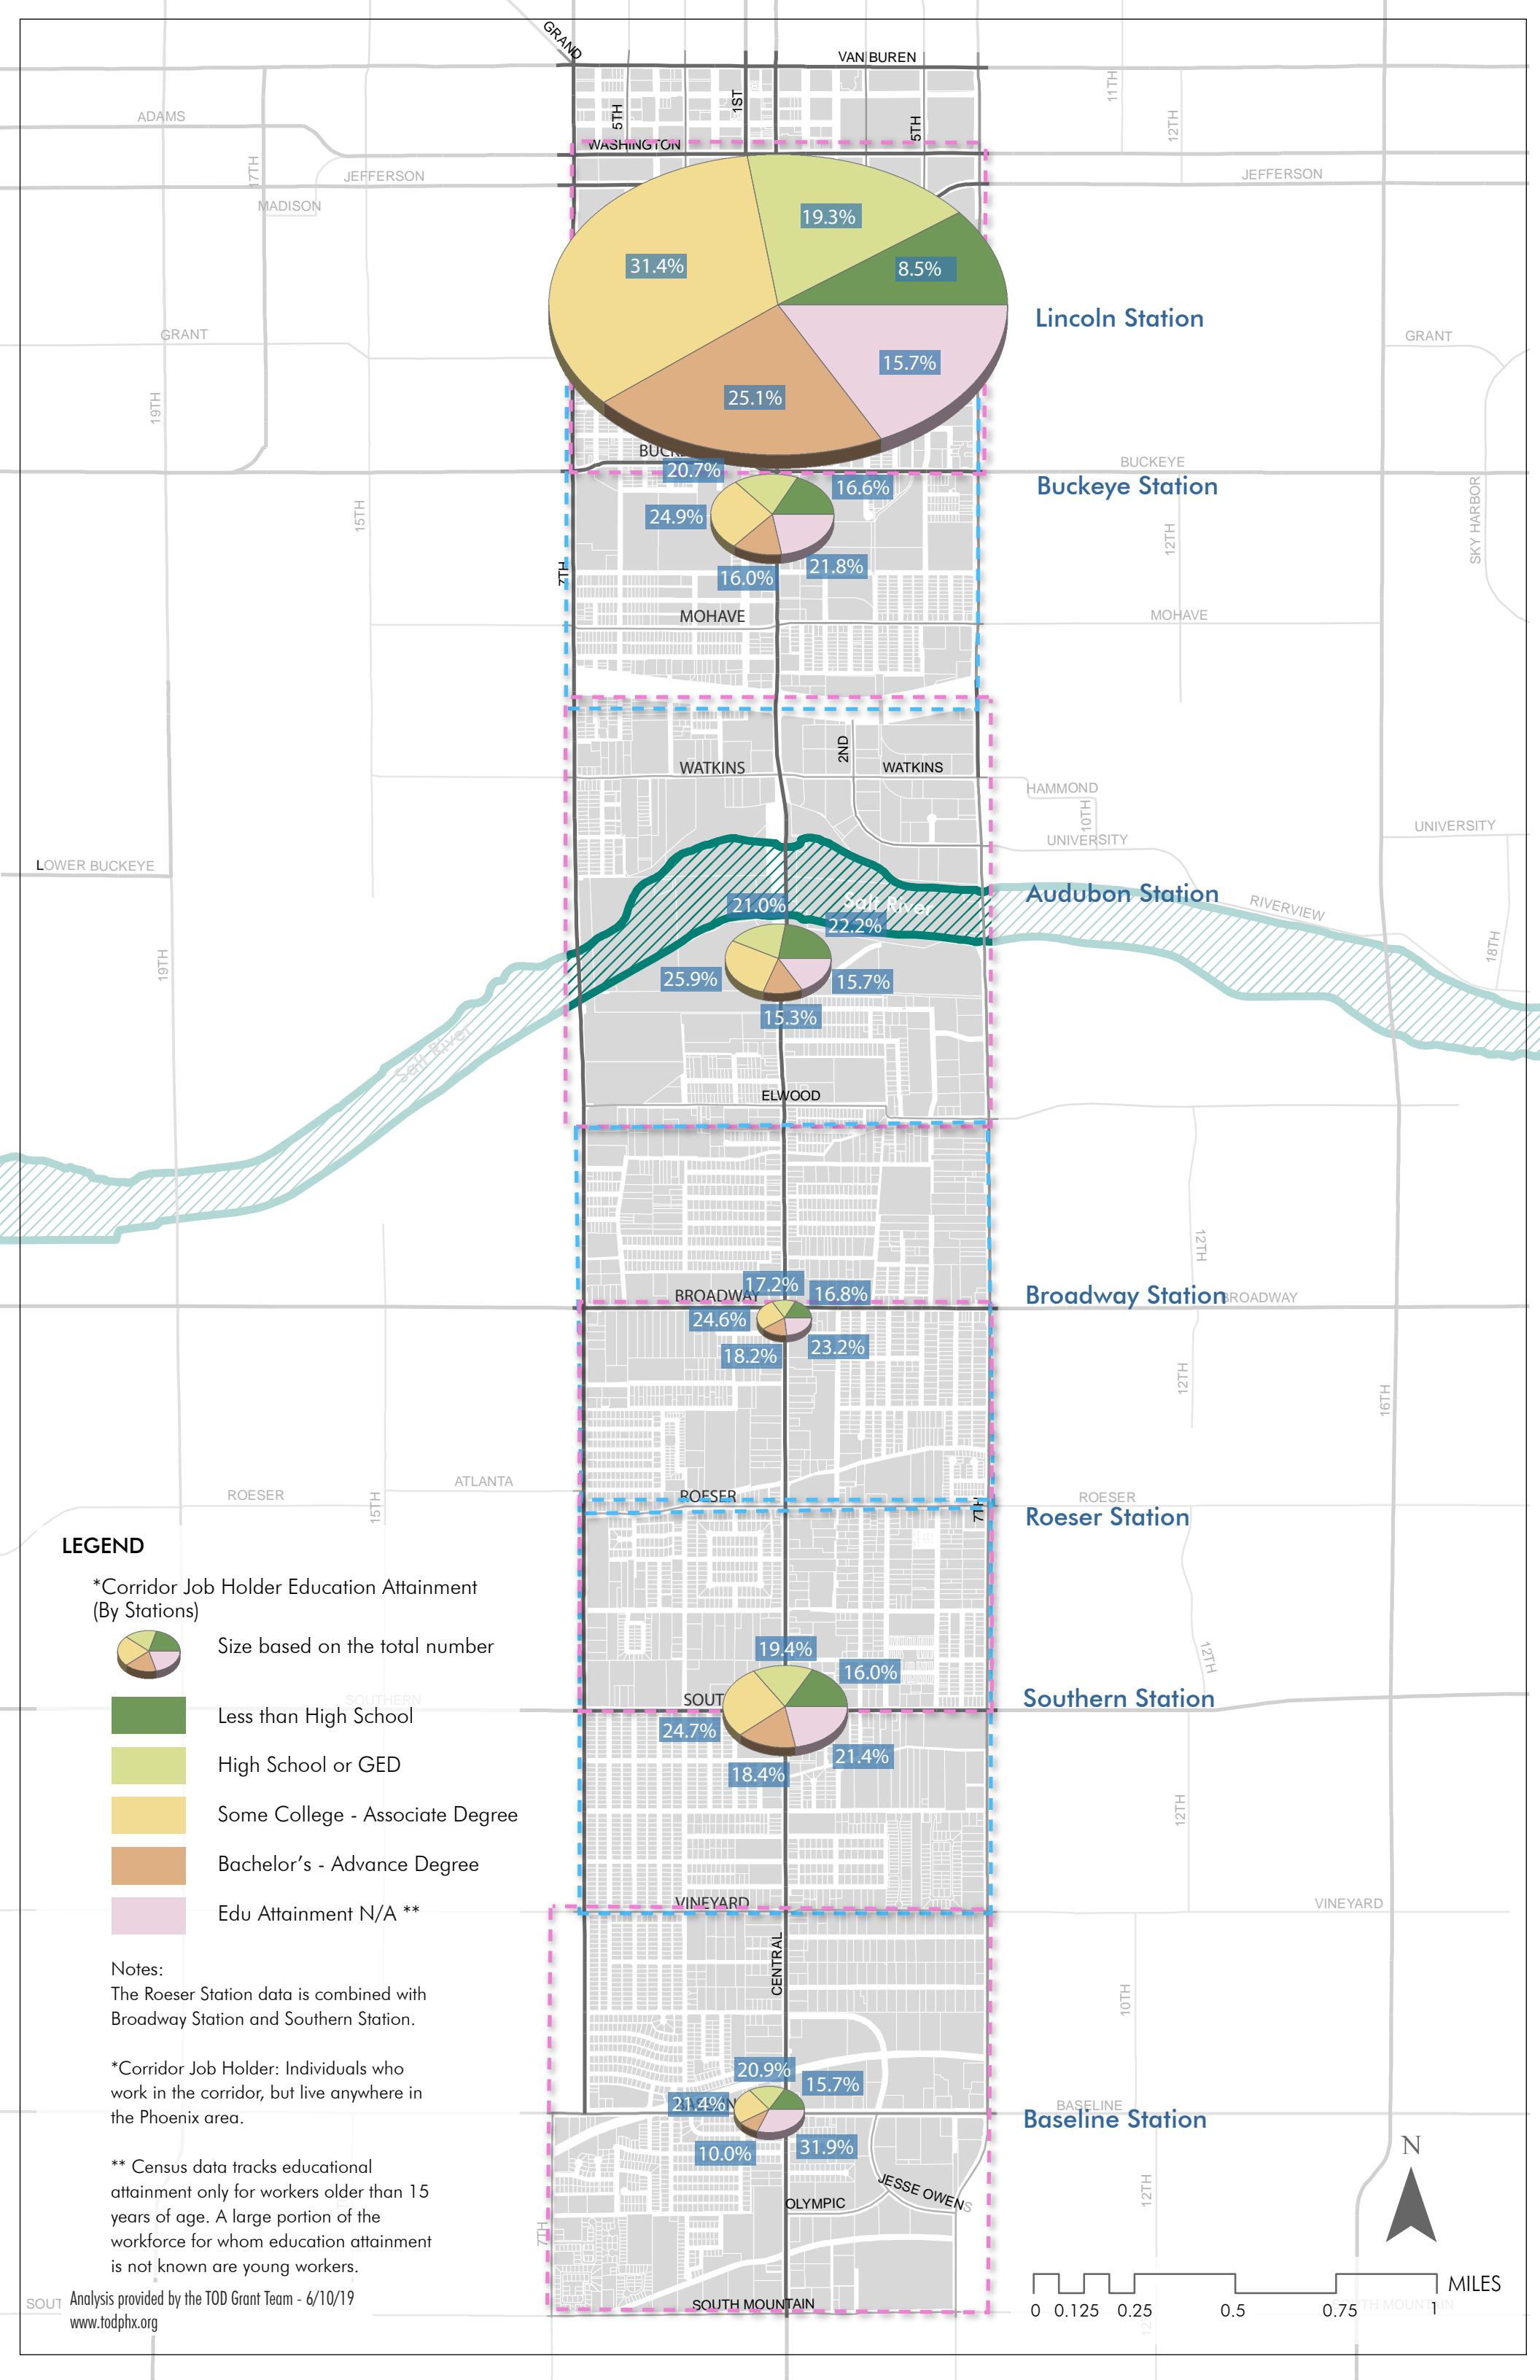 GRAND
VAN BUREN
11TH
ADAMS
5TH
1ST
5TH
12TH
WASHINGTON
17TH
JEFFERSON
JEFFERSON
MADISON
19.3%
31.4%
8.5%
Lincoln Station
GRANT
GRANT
15.7%
25.1%
19TH
BUCKEYE
20.7%
16.6%
Buckeye Station
24.9%
15TH
12TH
SKY HARBOR
21.8%
16.0%
7TH
MOHAVE
MOHAVE
2ND
WATKINS
WATKINS
HAMMOND
10TH
UNIVERSITY
UNIVERSITY
LOWER BUCKEYE
Audubon Station
21.0%
Salt River
22.2%
RIVERVIEW
18TH
19TH
25.9%
15.7%
15.3%
Salt River
ELWOOD
12TH
17.2%
16.8%
BROADWAY
Broadway Station
BROADWAY
24.6%
23.2%
18.2%
12TH
16TH
ATLANTA
ROESER
ROESER
ROESER
15TH
7TH
Roeser Station
LEGEND
*Corridor Job Holder Education Attainment
(By Stations)
Size based on the total number
19.4%
16.0%
12TH
SOUTHERN
SOUT
Southern Station
Less than High School
24.7%
21.4%
High School or GED
18.4%
Some College - Associate Degree
12TH
Bachelor's - Advance Degree
Edu Attainment N/A **
VINEYARD
VINEYARD
CENTRAL
10TH
Notes:
The Roeser Station data is combined with
Broadway Station and Southern Station.
*Corridor Job Holder: Individuals who
work in the corridor, but live anywhere in
the Phoenix area.
20.9%
15.7%
21.4%
BASELINE
Baseline Station
10.0%
31.9%
N
** Census data tracks educational
attainment only for workers older than 15
years of age. A large portion of the
workforce for whom education attainment
is not known are young workers.
JESSE OWENS
OLYMPIC
12TH
7TH
Analysis provided by the TOD Grant Team - 6/10/19
www.todphx.org
SOUT
SOUTH MOUNTAIN
SOUTH MOUNTAIN
MILES
0 0.125 0.25 0.5 0.75 1